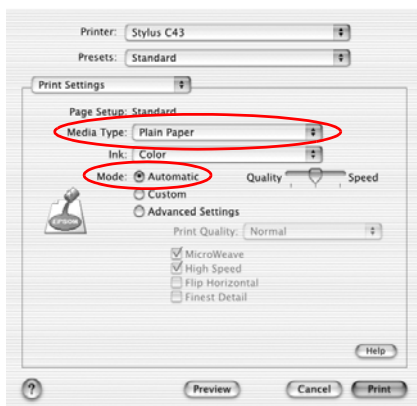 Printer: Stylus C43
Presets: Standard
Print Settings
Page Setup: Standard
Media Type: Plain Paper
Ink: Color
Mode: Automatic Quality Speed
Custom
Advanced Settings
Print Quality: Normal
MicroWeave
High Speed
Flip Horizontal
Finest Detail
EPSON
Help
? Preview Cancel Print